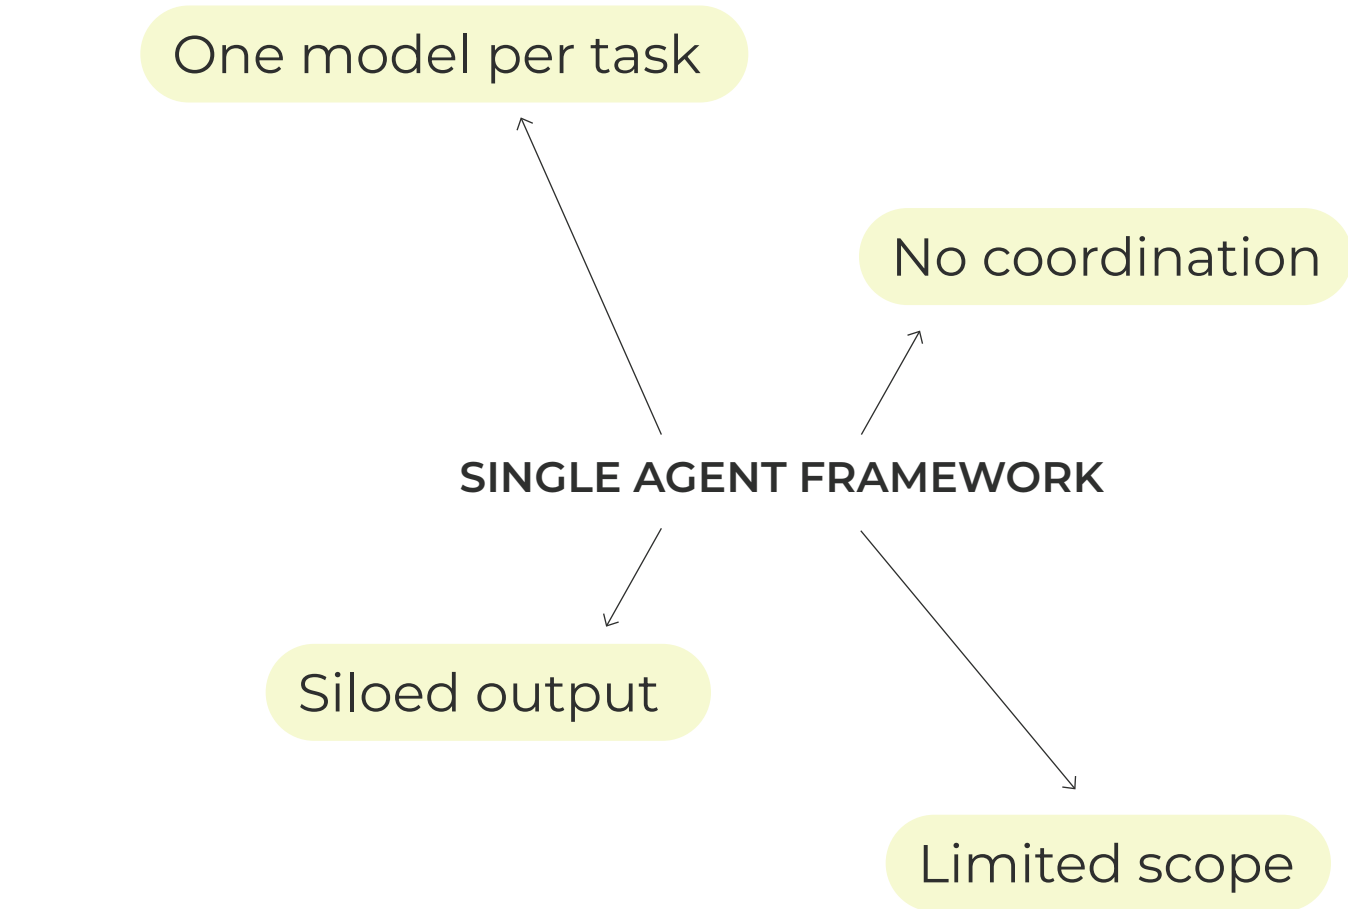 One model per task
No coordination
SINGLE AGENT FRAMEWORK
Siloed output
Limited scope